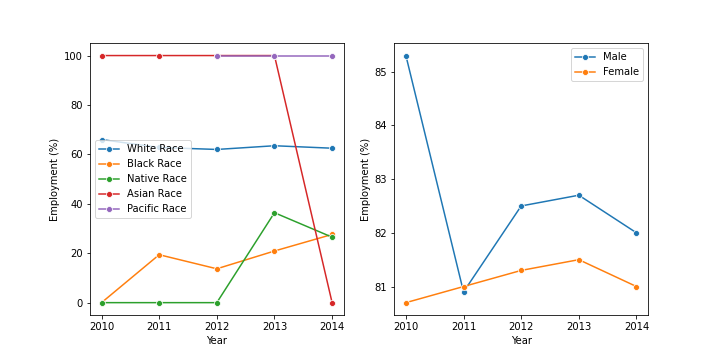 100
80
60
40
20
0
Employment (%)
White Race
Black Race
Native Race
Asian Race
Pacific Race
2010 2011 2012 2013 2014
Year
85
84
83
82
81
Employment (%)
Male
Female
2010 2011 2012 2013 2014
Year